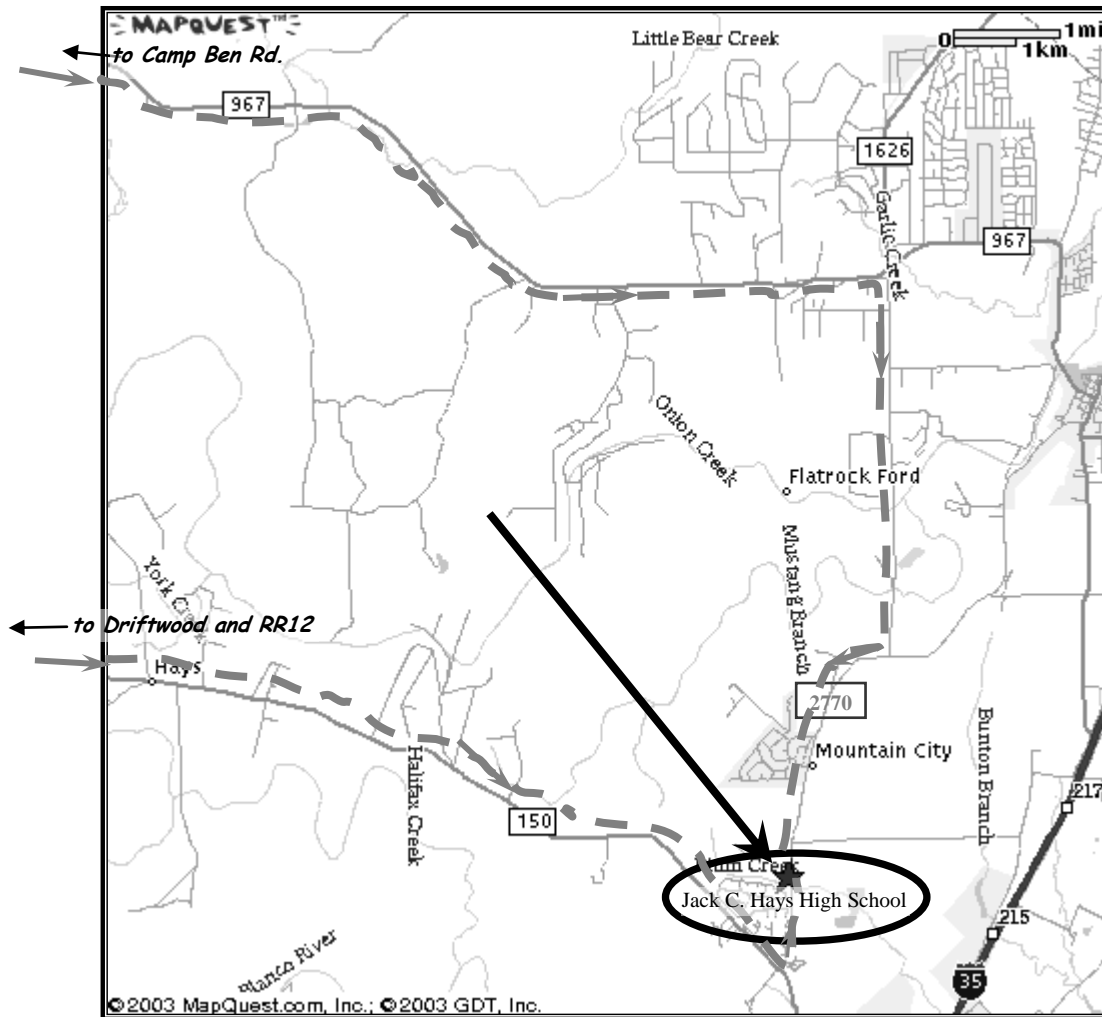 MAPQUEST™
to Camp Ben Rd.
Little Bear Creek
0 1mi
1km
967
1626
Garlic Creek
967
Onion Creek
Flatrock Ford
Mustang Branch
York Creek
to Driftwood and RR12
Hays
2770
Mountain City
Bunton Branch
Halifax Creek
217
150
Creek
Jack C. Hays High School
215
Blanco River
35
©2003 MapQuest.com, Inc.; ©2003 GDT, Inc.